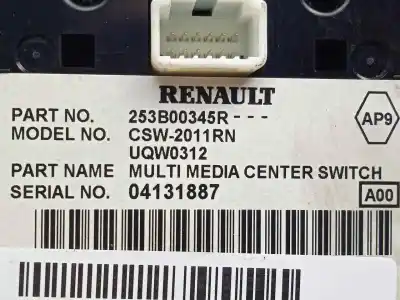 RENAULT
PART NO. 253B00345R---
AP9
MODEL NO. CSW-2011RN
UQW0312
PART NAME MULTI MEDIA CENTER SWITCH
SERIAL NO. 04131887
A00